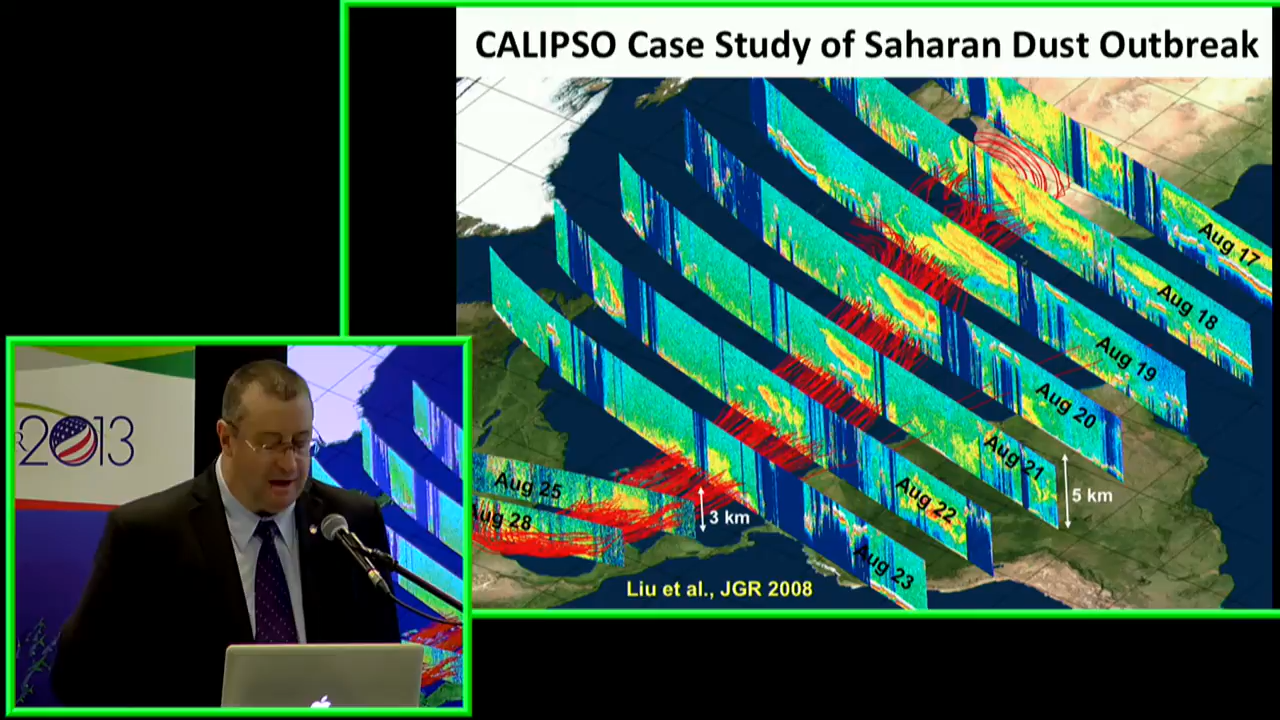 CALIPSO Case Study of Saharan Dust Outbreak
Aug 17
Aug 18
Aug 19
Aug 20
Aug 21
5 km
Aug 22
Aug 23
Aug 25
3 km
ug 28
Liu et al., JGR 2008
2013